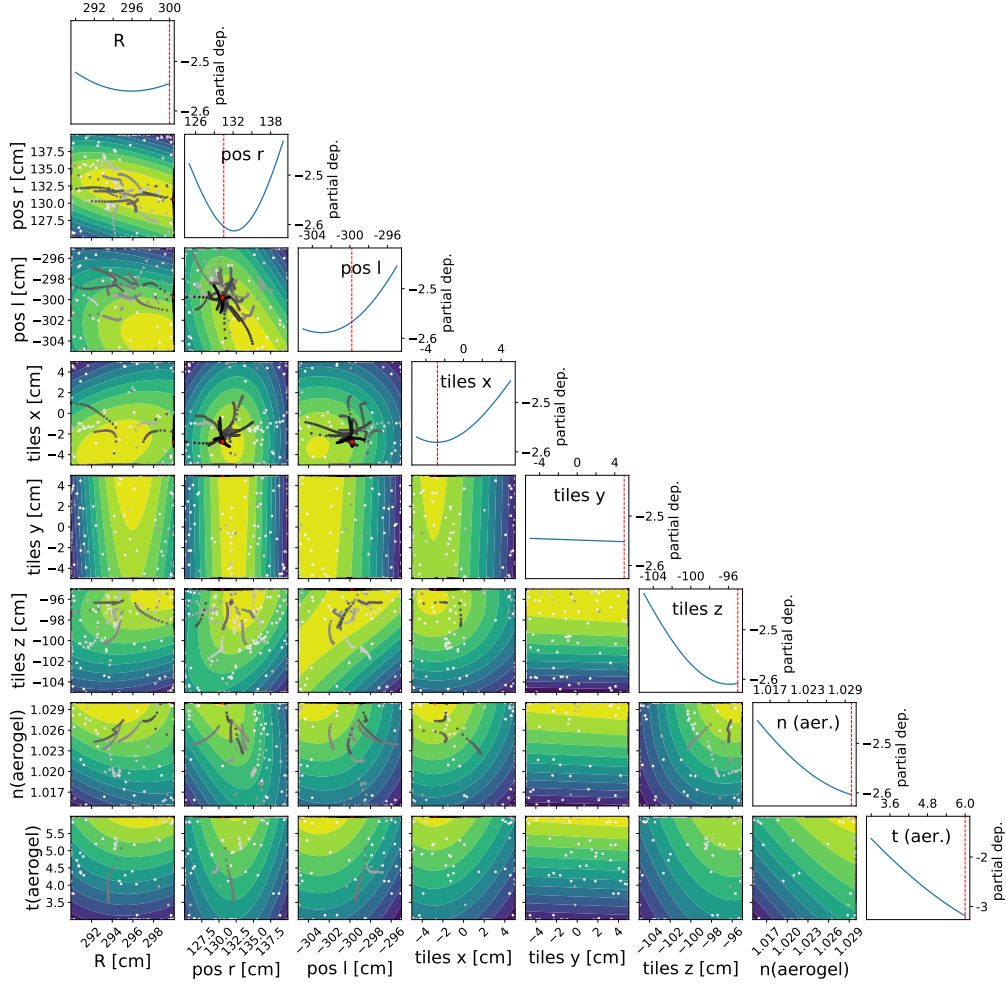 292 296 300
R
−2.5
−2.6
partial dep.
126 132 138
137.5
135.0
132.5
130.0
127.5
pos r [cm]
pos r
−2.5
−2.6
partial dep.
-304 -300 -296
−296
−298
−300
−302
−304
pos l [cm]
pos l
−2.5
−2.6
partial dep.
-4 0 4
4
2
0
−2
−4
tiles x [cm]
tiles x
−2.5
−2.6
partial dep.
-4 0 4
4
2
0
−2
−4
tiles y [cm]
tiles y
−2.5
−2.6
partial dep.
-104 -100 -96
−96
−98
−100
−102
−104
tiles z [cm]
tiles z
−2.5
−2.6
partial dep.
1.017 1.023 1.029
1.029
1.026
1.023
1.020
1.017
n(aerogel)
n (aer.)
−2.5
−2.6
partial dep.
3.6 4.8 6.0
5.5
5.0
4.5
4.0
3.5
t(aerogel)
t (aer.)
−2
−3
partial dep.
292 294 296 298
127.5 130.0 132.5 135.0 137.5
−304 −302 −300 −298 −296
−4 −2 0 2 4
−4 −2 0 2 4
−104 −102 −100 −98 −96
1.017 1.020 1.023 1.026 1.029
R [cm] pos r [cm] pos l [cm] tiles x [cm] tiles y [cm] tiles z [cm] n(aerogel)